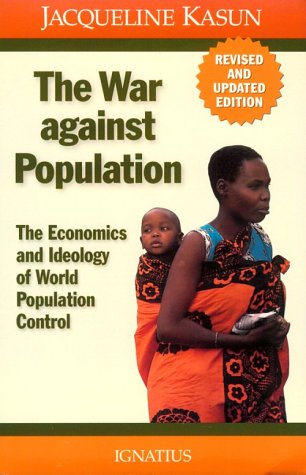 JACQUELINE KASUN
REVISED
AND
UPDATED
EDITION
The War
against
Population
The Economics
and Ideology
of World
Population
Control
IGNATIUS